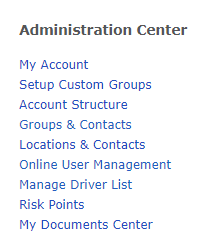 Administration Center
My Account
Setup Custom Groups
Account Structure
Groups & Contacts
Locations & Contacts
Online User Management
Manage Driver List
Risk Points
My Documents Center